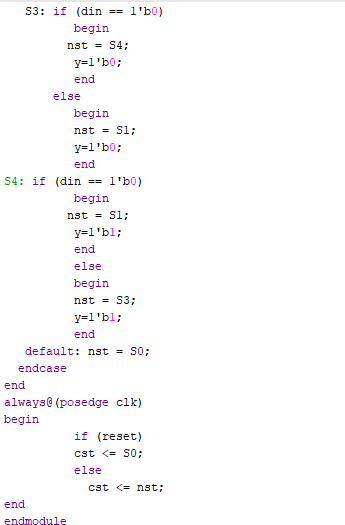 S3: if (din == 1'b0)
begin
nst = S4;
y=1'b0;
end
else
begin
nst = S1;
y=1'b0;
end
S4: if (din == 1'b0)
begin
nst = S1;
y=1'b1;
end
else
begin
nst = S3;
y=1'b1;
end
default: nst = S0;
endcase
end
always@(posedge clk)
begin
if (reset)
cst <= S0;
else
cst <= nst;
end
endmodule